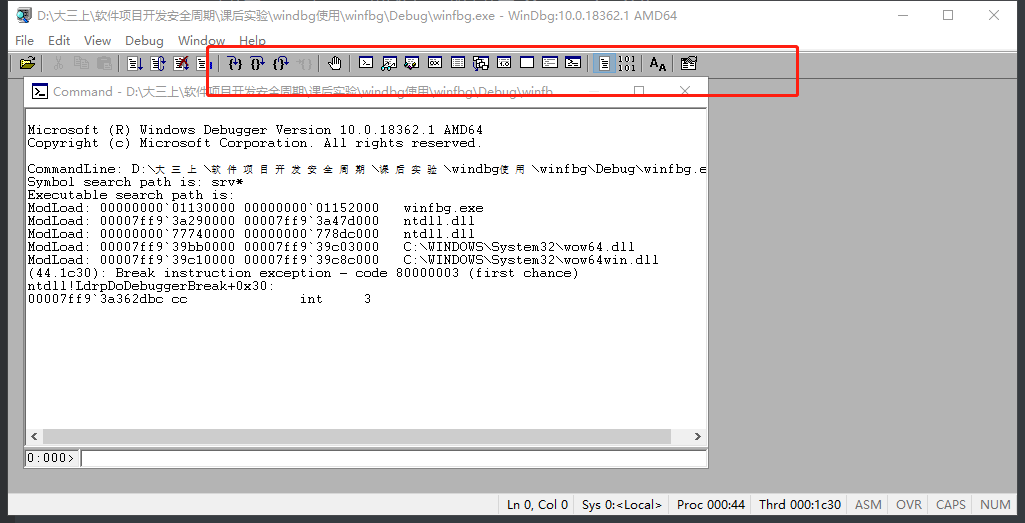 D:\大三上\软件项目开发安全周期\课后实验\windbg使用\winfbg\Debug\winfbg.exe - WinDbg:10.0.18362.1 AMD64
File Edit View Debug Window Help
Command - D:\大三上\软件项目开发安全周期\课后实验\windbg使用\winfbg\Debug\winfb
Microsoft (R) Windows Debugger Version 10.0.18362.1 AMD64
Copyright (c) Microsoft Corporation. All rights reserved.
CommandLine: D:\大三上\软件项目开发安全周期\课后实验\windbg使用\winfbg\Debug\winfbg.e
Symbol search path is: srv*
Executable search path is:
ModLoad: 00000000`01130000 00000000`01152000 winfbg.exe
ModLoad: 00007ff9`3a290000 00007ff9`3a47d000 ntdll.dll
ModLoad: 00000000`77740000 00000000`778dc000 ntdll.dll
ModLoad: 00007ff9`39bb0000 00007ff9`39c03000 C:\WINDOWS\System32\wow64.dll
ModLoad: 00007ff9`39c10000 00007ff9`39c8c000 C:\WINDOWS\System32\wow64win.dll
(44.1c30): Break instruction exception - code 80000003 (first chance)
ntdll!LdrpDoDebuggerBreak+0x30:
00007ff9`3a362dbc cc int 3
0:000>
Ln 0, Col 0 Sys 0:<Local> Proc 000:44 Thrd 000:1c30 ASM OVR CAPS NUM